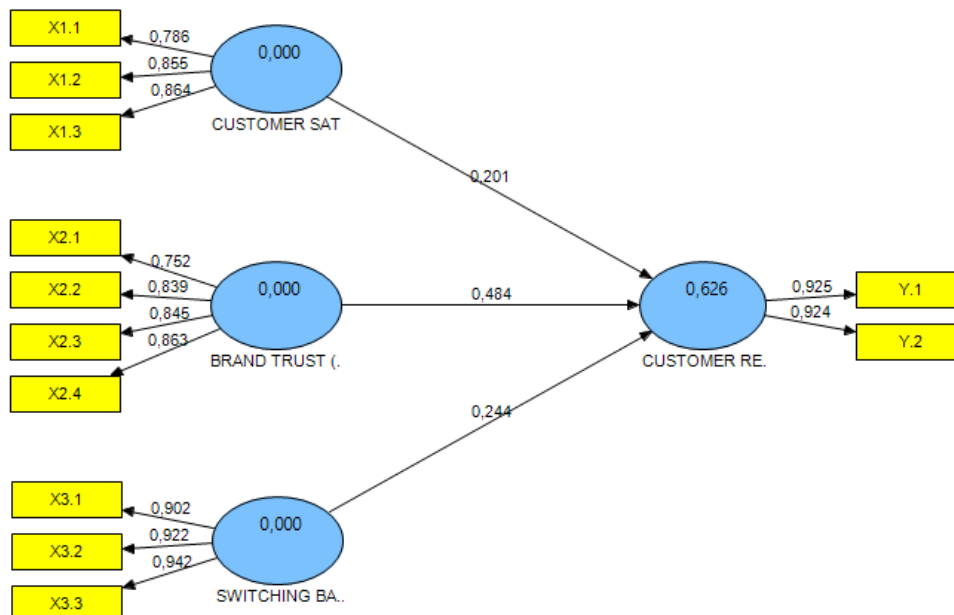 X1.1
0,786
0,000
X1.2
0,855
X1.3
0,864
CUSTOMER SAT
0,201
X2.1
0,752
X2.2
0,839
0,000
X2.3
0,845
X2.4
0,863
BRAND TRUST (.
0,484
0,626
CUSTOMER RE.
0,925
Y.1
0,924
Y.2
0,244
X3.1
0,902
0,000
X3.2
0,922
X3.3
0,942
SWITCHING BA..